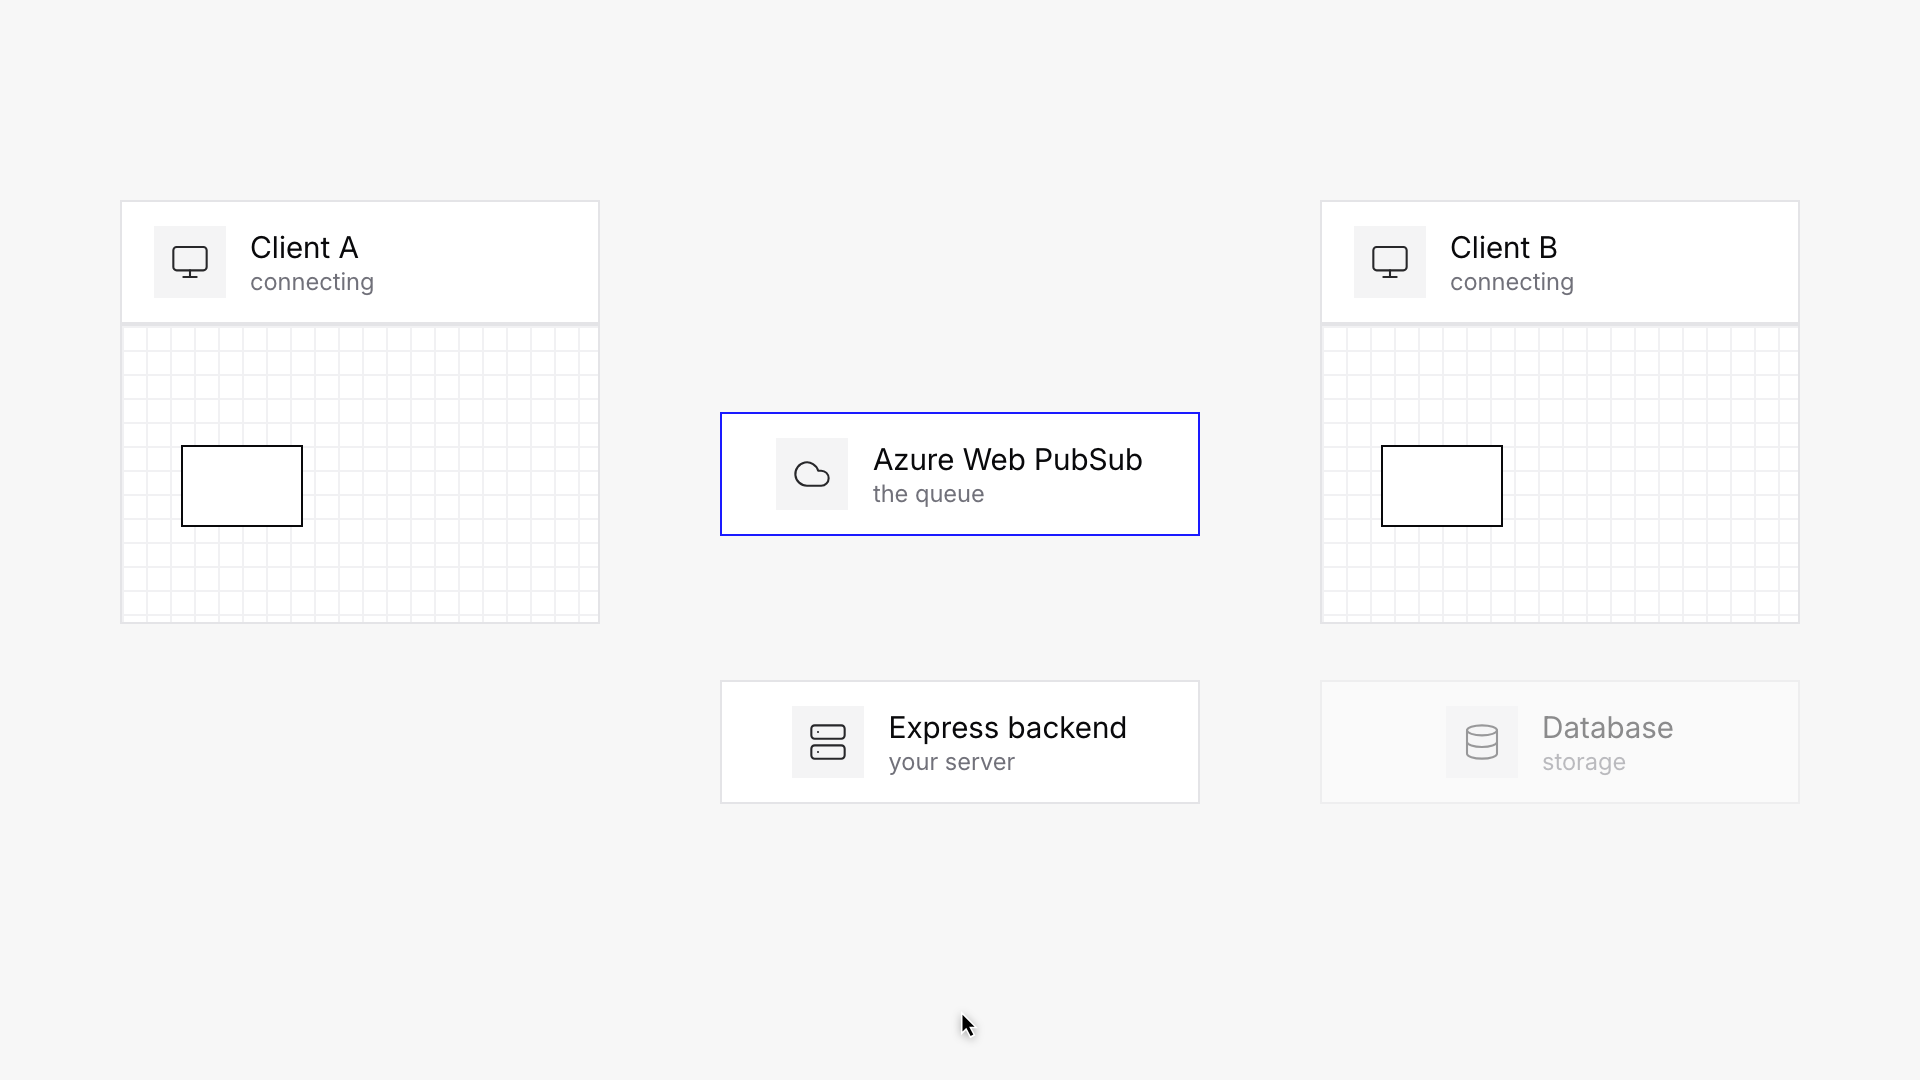 Client A
connecting
Client B
connecting
Azure Web PubSub
the queue
Express backend
your server
Database
storage